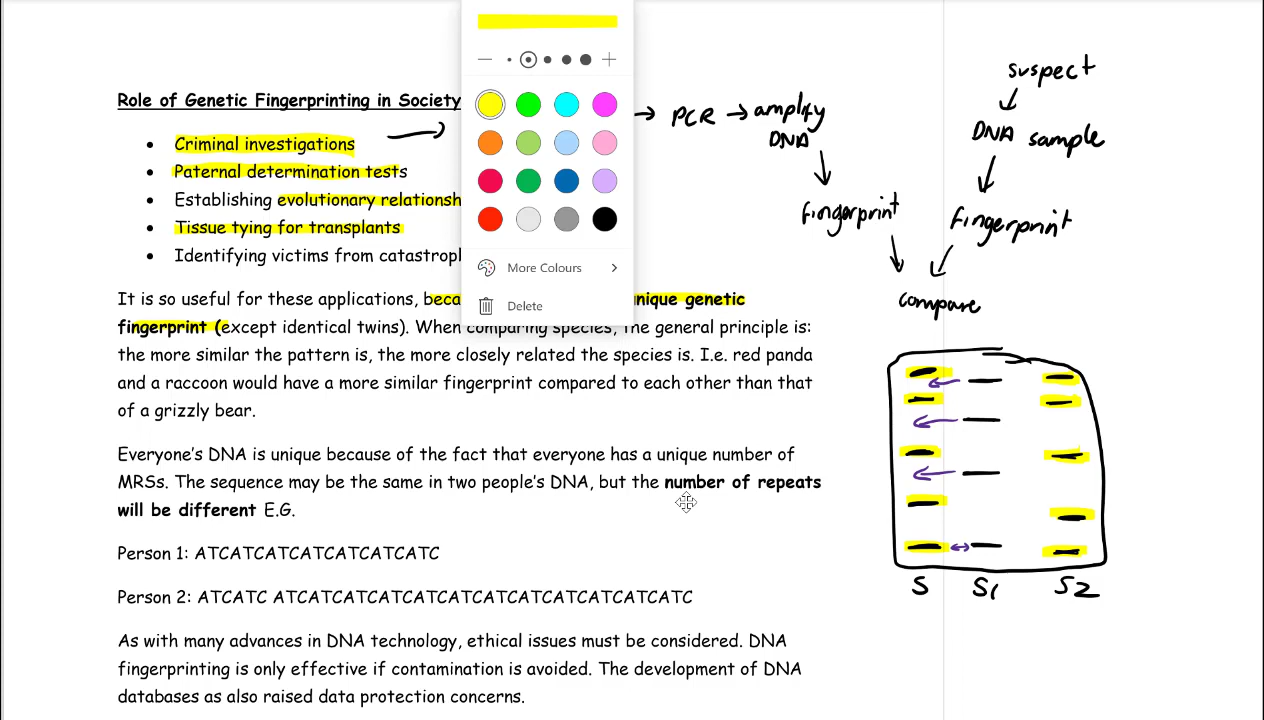 Role of Genetic Fingerprinting in Society
Criminal investigations
Paternal determination tests
Establishing evolutionary relationsh
Tissue tying for transplants
Identifying victims from catastroph
It is so useful for these applications, beca nique genetic
fingerprint (except identical twins). When comparing species, the general principle is:
the more similar the pattern is, the more closely related the species is. I.e. red panda
and a raccoon would have a more similar fingerprint compared to each other than that
of a grizzly bear.
Everyone's DNA is unique because of the fact that everyone has a unique number of
MRSs. The sequence may be the same in two people's DNA, but the number of repeats
will be different E.G.
Person 1: ATCATCATCATCATCATCATC
Person 2: ATCATC ATCATCATCATCATCATCATCATCATCATCATCATC
As with many advances in DNA technology, ethical issues must be considered. DNA
fingerprinting is only effective if contamination is avoided. The development of DNA
databases as also raised data protection concerns.
More Colours
Delete
PCR
amplify
DNA
fingerprint
suspect
DNA sample
fingerprint
compare
S S1 S2